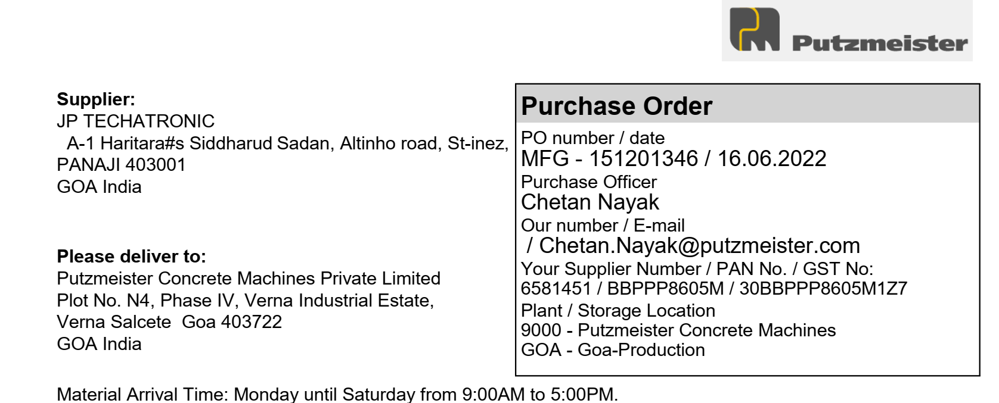 Putzmeister
Supplier:
JP TECHATRONIC
A-1 Haritara#s Siddharud Sadan, Altinho road, St-inez,
PANAJI 403001
GOA India
Please deliver to:
Putzmeister Concrete Machines Private Limited
Plot No. N4, Phase IV, Verna Industrial Estate,
Verna Salcete  Goa 403722
GOA India
Purchase Order
PO number / date
MFG - 151201346 / 16.06.2022
Purchase Officer
Chetan Nayak
Our number / E-mail
/ Chetan.Nayak@putzmeister.com
Your Supplier Number / PAN No. / GST No:
6581451 / BBPPP8605M / 30BBPPP8605M1Z7
Plant / Storage Location
9000 - Putzmeister Concrete Machines
GOA - Goa-Production
Material Arrival Time: Monday until Saturday from 9:00AM to 5:00PM.